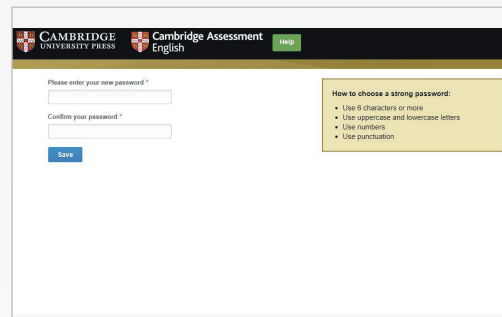 CAMBRIDGE
UNIVERSITY PRESS
Cambridge Assessment
English
Help
Please enter your new password *
Confirm your password *
Save
How to choose a strong password:
• Use 6 characters or more
• Use uppercase and lowercase letters
• Use numbers
• Use punctuation